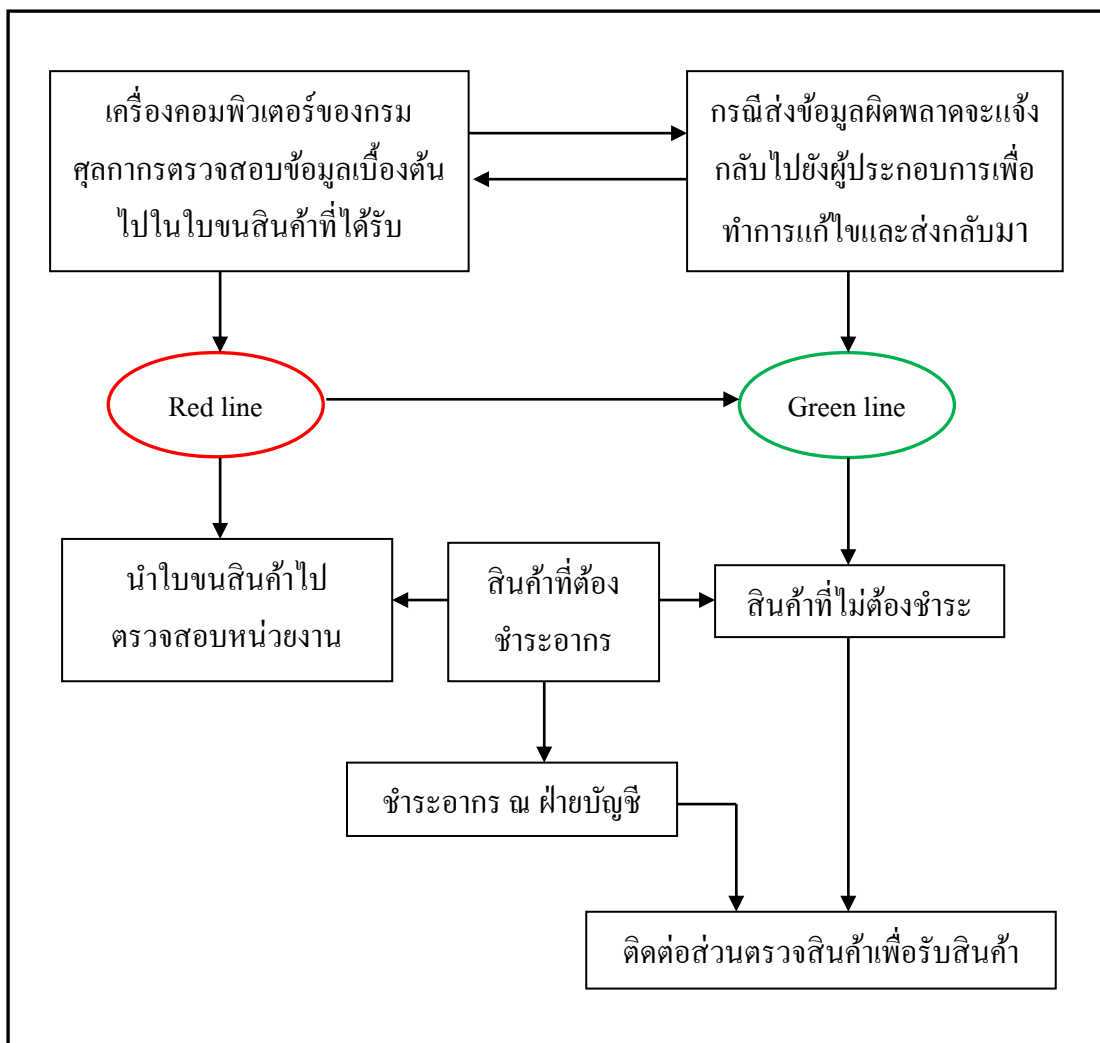 เครื่องคอมพิวเตอร์ของกรม
ศุลกากรตรวจสอบข้อมูลเบื้องต้น
ไปในใบขนสินค้าที่ได้รับ
กรณีส่งข้อมูลผิดพลาดจะแจ้ง
กลับไปยังผู้ประกอบการเพื่อ
ทำการแก้ไขและส่งกลับมา
Red line
Green line
นำใบขนสินค้าไป
ตรวจสอบหน่วยงาน
สินค้าที่ต้อง
ชำระอากร
สินค้าที่ไม่ต้องชำระ
ชำระอากร ณ ฝ่ายบัญชี
ติดต่อส่วนตรวจสินค้าเพื่อรับสินค้า